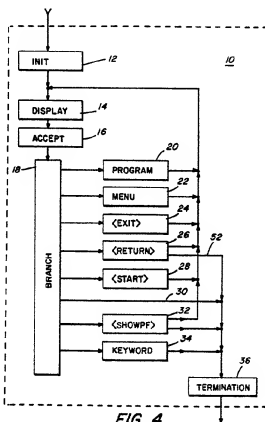 INIT
12
10
DISPLAY
14
ACCEPT
16
18
BRANCH
PROGRAM
20
MENU
22
<EXIT>
24
<RETURN>
26
52
<START>
28
30
<SHOWPF>
32
KEYWORD
34
36
TERMINATION
FIG. 4